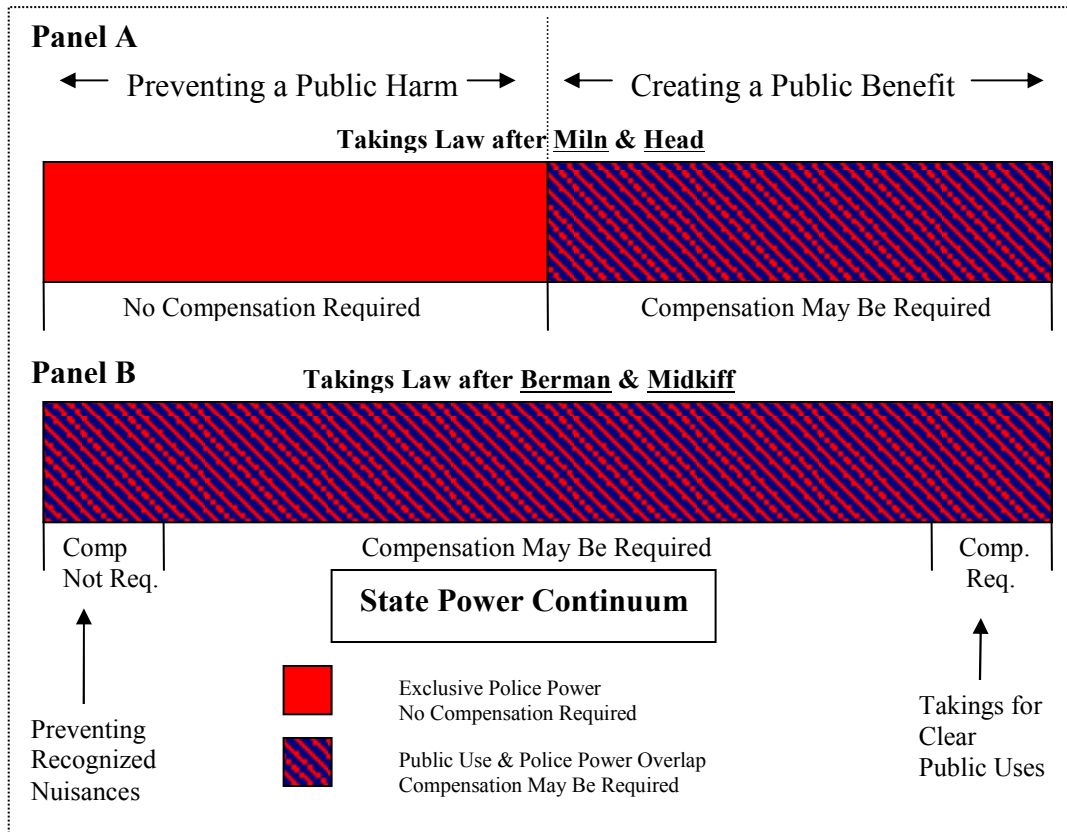 Panel A
Preventing a Public Harm
Creating a Public Benefit
Takings Law after Miln & Head
No Compensation Required
Compensation May Be Required
Panel B
Takings Law after Berman & Midkiff
Comp
Not Req.
Compensation May Be Required
Comp.
Req.
State Power Continuum
Exclusive Police Power
No Compensation Required
Public Use & Police Power Overlap
Compensation May Be Required
Preventing
Recognized
Nuisances
Takings for
Clear
Public Uses